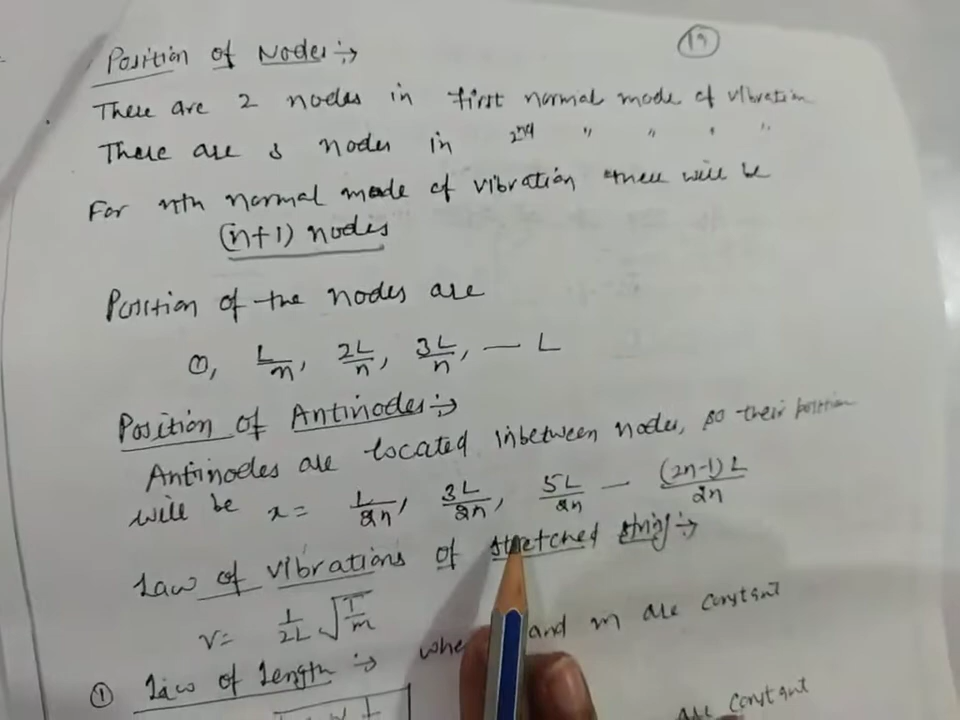 19
Position of Nodes :→
There are 2 nodes in first normal mode of vibration
There are 3 nodes in 2nd " " " "
For nth normal mode of vibration there will be
(n+1) nodes
Position of the nodes are
0, L/n, 2L/n, 3L/n, — L
Position of Antinodes :→
Antinodes are located inbetween nodes, so their position
will be x = L/2n, 3L/2n, 5L/2n — (2n-1)L/2n
Law of vibrations of stretched string :→
ν = 1/2L √T/m
① Law of Length :→ and m are constant
are constant